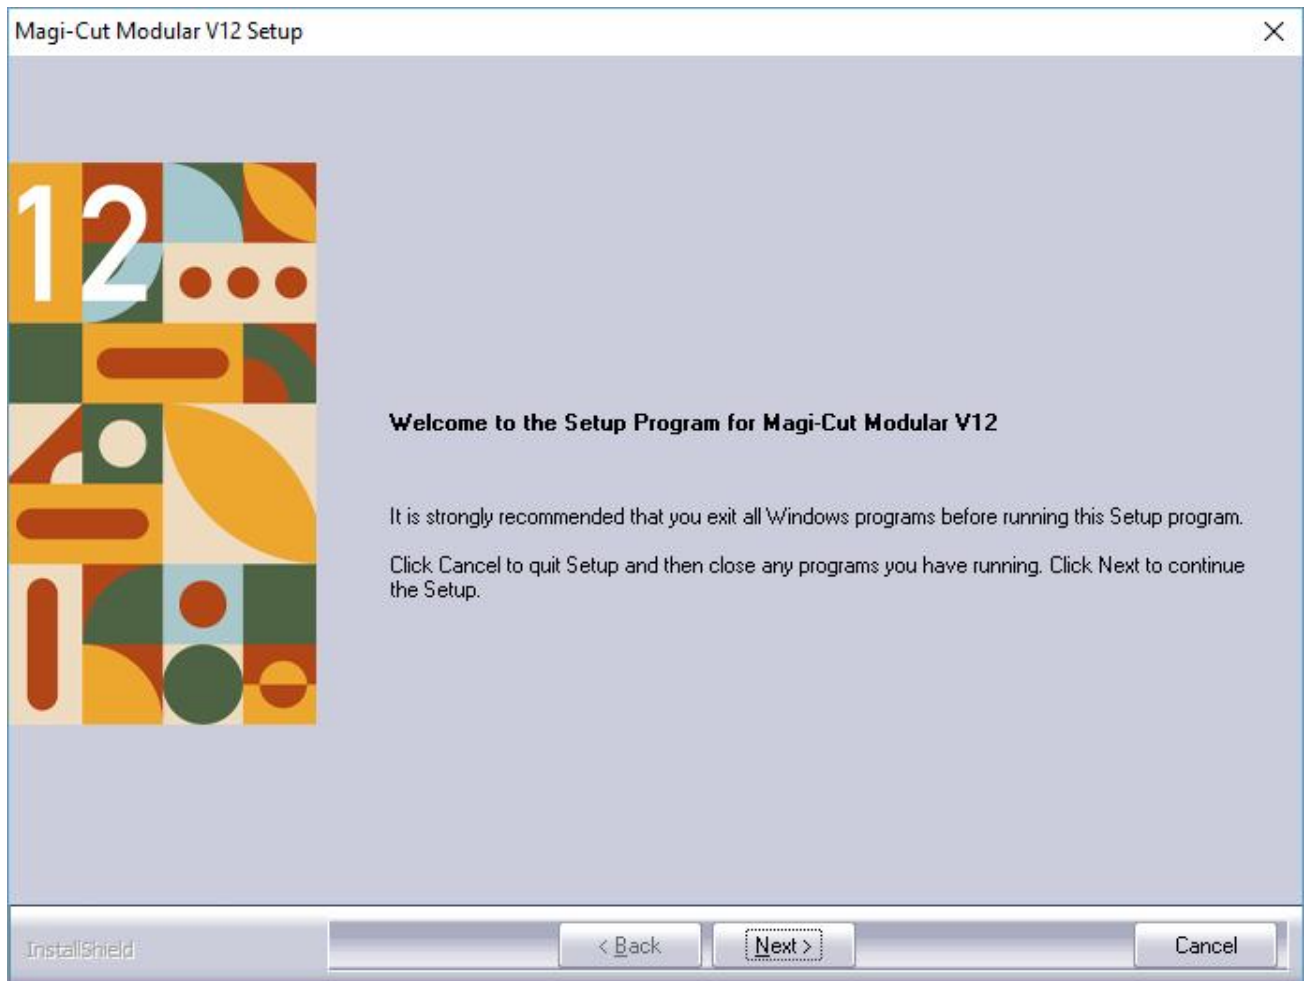 Magi-Cut Modular V12 Setup
12
Welcome to the Setup Program for Magi-Cut Modular V12
It is strongly recommended that you exit all Windows programs before running this Setup program.
Click Cancel to quit Setup and then close any programs you have running. Click Next to continue
the Setup.
InstallShield
< Back
Next >
Cancel